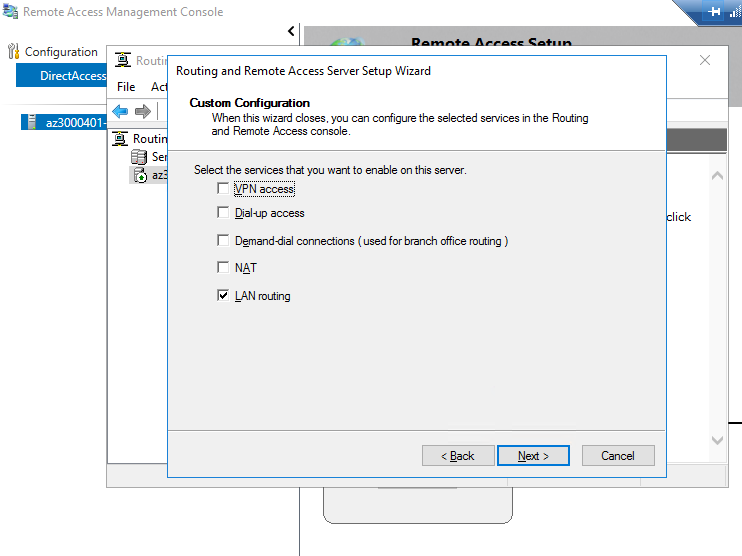 Remote Access Management Console
Configuration
DirectAccess
az3000401-
Remote Access Setup
Routin
File
Act
Routin
Ser
az3
click
Routing and Remote Access Server Setup Wizard
Custom Configuration
When this wizard closes, you can configure the selected services in the Routing
and Remote Access console.
Select the services that you want to enable on this server.
VPN access
Dial-up access
Demand-dial connections ( used for branch office routing )
NAT
LAN routing
< Back
Next >
Cancel